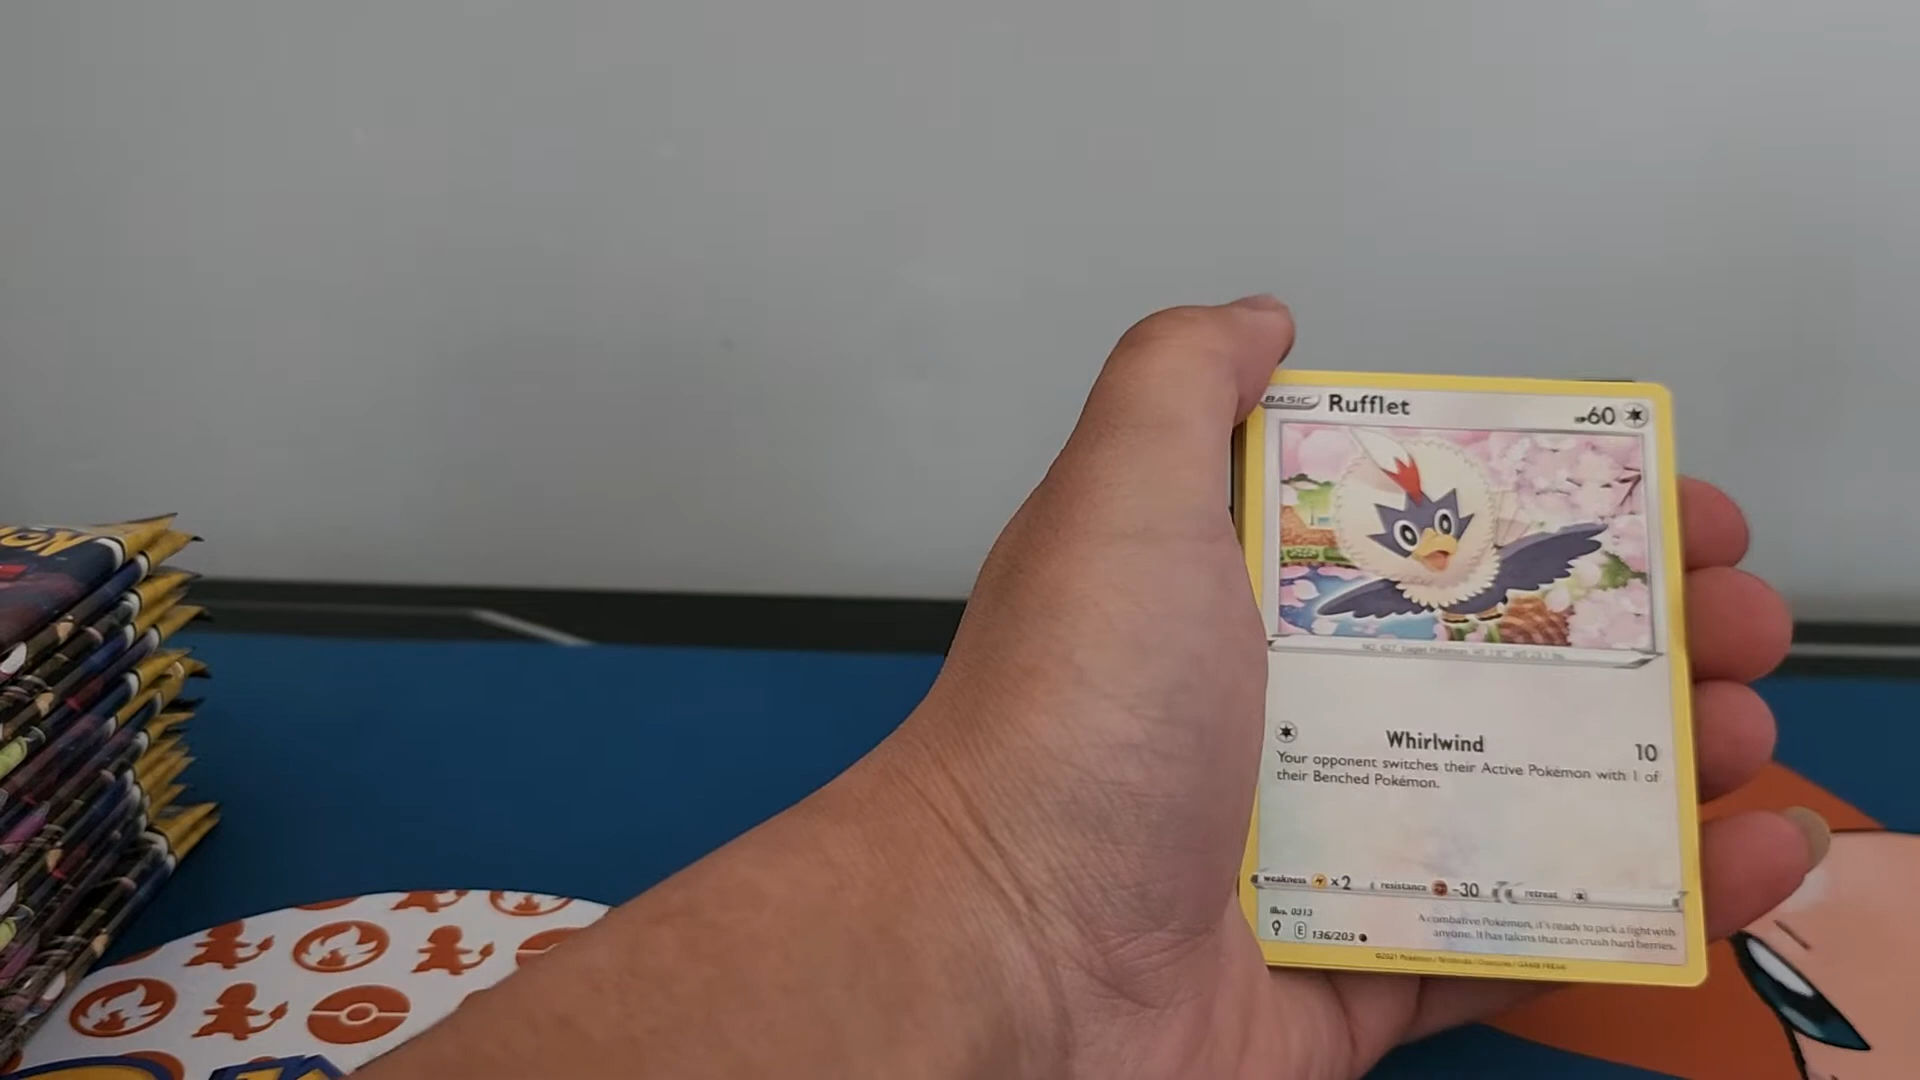 BASIC Rufflet 60
Whirlwind 10
Your opponent switches their Active Pokémon with 1 of
their Benched Pokémon.
weakness ×2 resistance -30 retreat
Illus. 0313
E 136/203
A combative Pokémon, it's ready to pick a fight with
anyone. It has talons that can crush hard berries.
©2021 Pokémon / Nintendo / Creatures / GAME FREAK